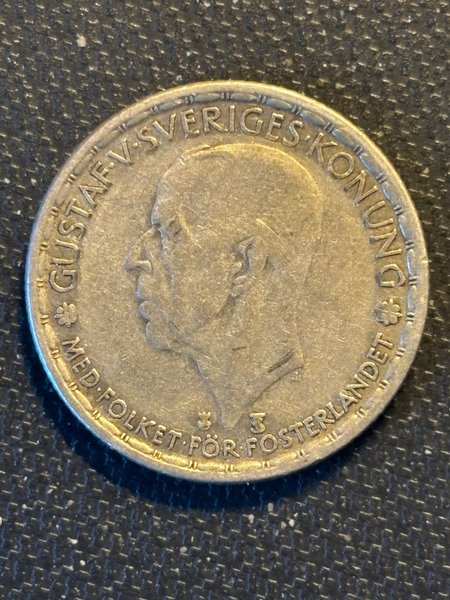 GUSTAF·V·SVERIGES·KONUNG
MED·FOLKET·FÖR·FOSTERLANDET